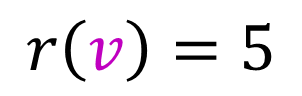 r(v) = 5